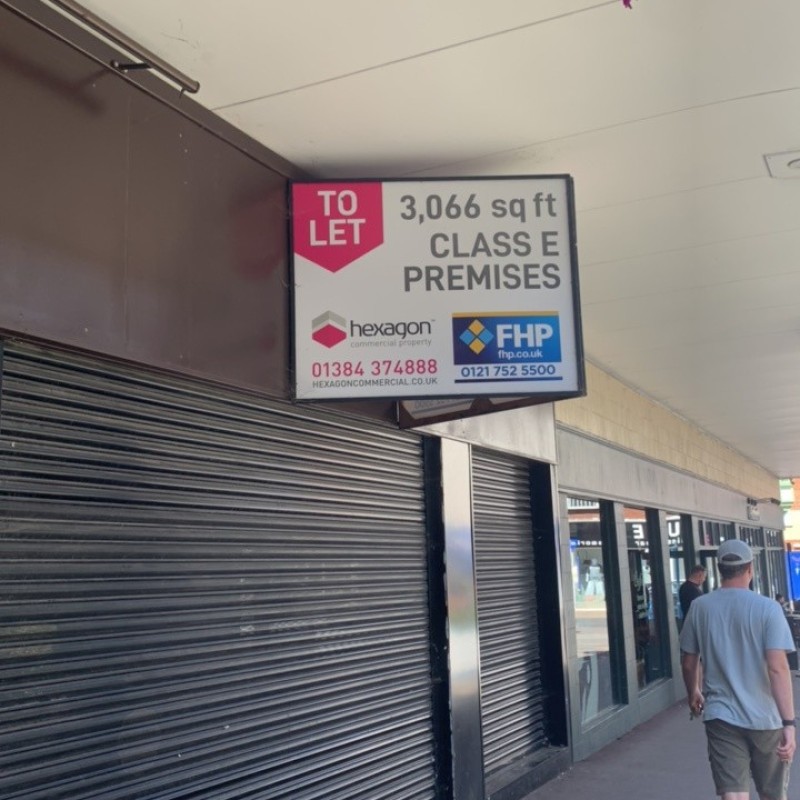 TO
LET
3,066 sq ft
CLASS E
PREMISES
hexagon
commercial property
01384 374888
HEXAGONCOMMERCIAL.CO.UK
FHP
fhp.co.uk
0121 752 5500